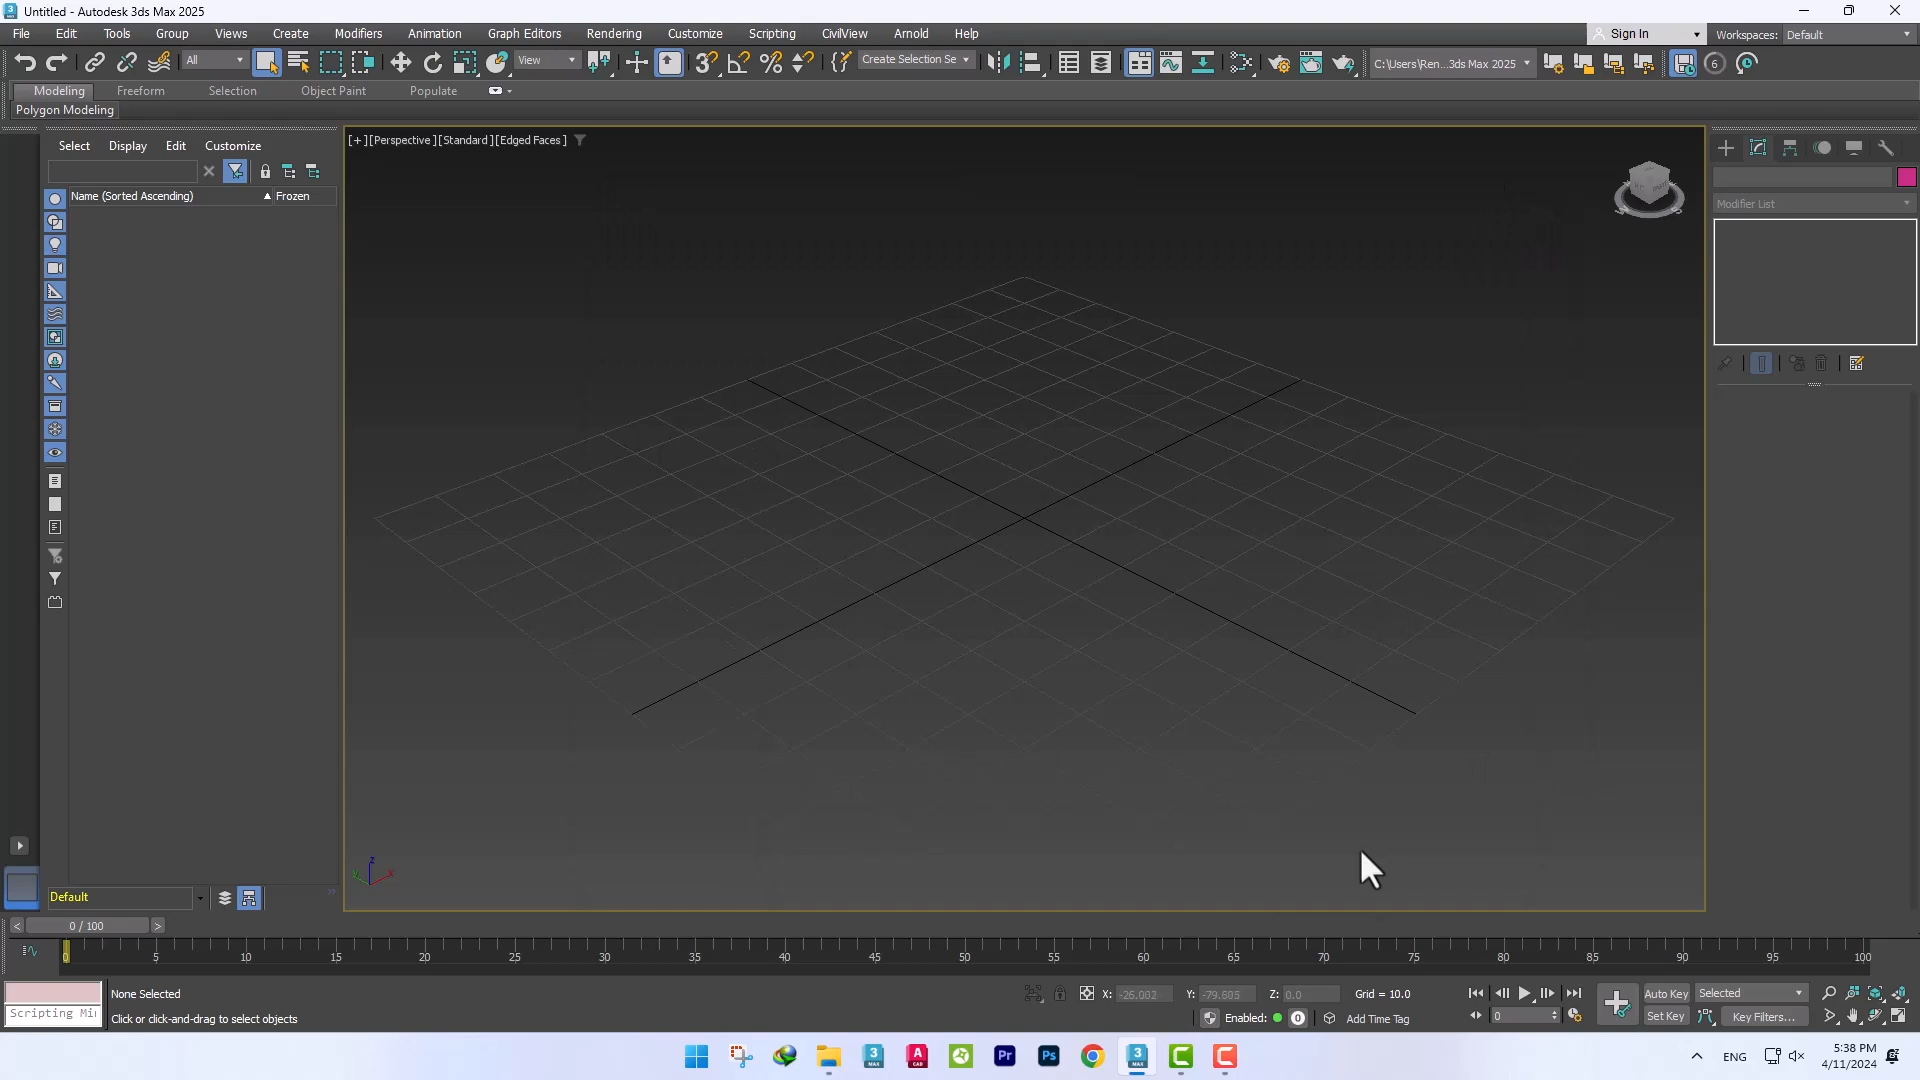 Untitled - Autodesk 3ds Max 2025
File Edit Tools Group Views Create Modifiers Animation Graph Editors Rendering Customize Scripting CivilView Arnold Help
Sign In Workspaces: Default
All View Create Selection Se C:\Users\Ren...3ds Max 2025 6
Modeling Freeform Selection Object Paint Populate
Polygon Modeling
Select Display Edit Customize
Name (Sorted Ascending) Frozen
[+] [Perspective] [Standard] [Edged Faces]
Modifier List
z
y x
Default
0 / 100
0 5 10 15 20 25 30 35 40 45 50 55 60 65 70 75 80 85 90 95 100
None Selected
X: -26.002 Y: -79.605 Z: 0.0 Grid = 10.0
Auto Key Selected
Scripting Mi
Click or click-and-drag to select objects
Enabled: 0 Add Time Tag
0
Set Key Key Filters...
ENG
5:38 PM
4/11/2024